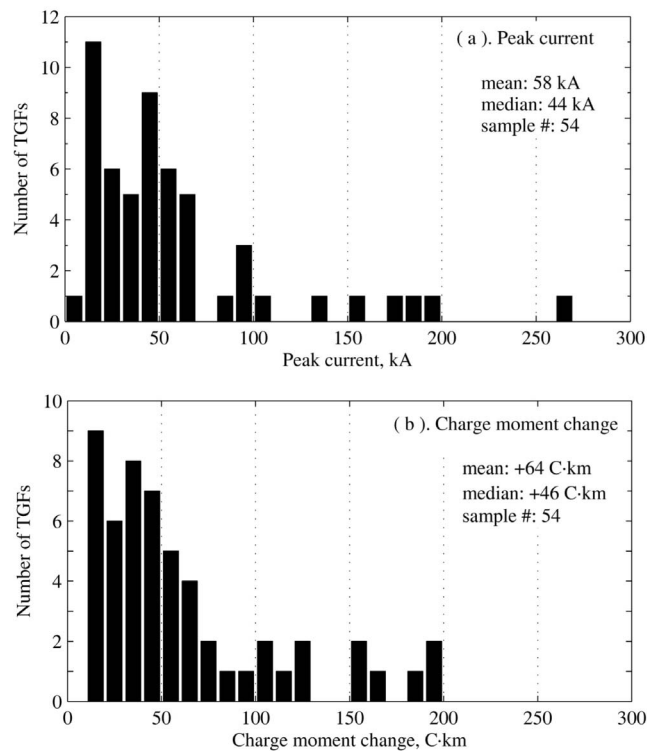 12
10
8
6
4
2
0
Number of TGFs
( a ). Peak current
mean: 58 kA
median: 44 kA
sample #: 54
0 50 100 150 200 250 300
Peak current, kA
10
8
6
4
2
0
Number of TGFs
( b ). Charge moment change
mean: +64 C·km
median: +46 C·km
sample #: 54
0 50 100 150 200 250 300
Charge moment change, C·km